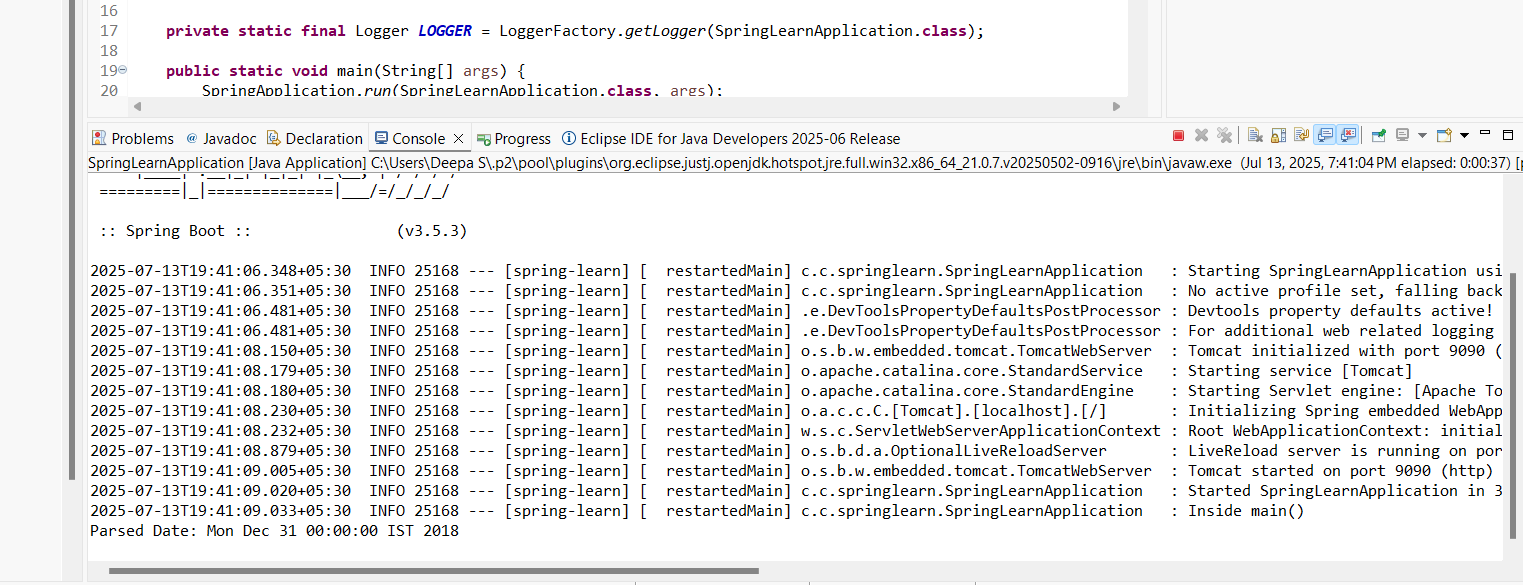 16
17 private static final Logger LOGGER = LoggerFactory.getLogger(SpringLearnApplication.class);
18
19 public static void main(String[] args) {
20 SpringApplication.run(SpringLearnApplication.class, args);
Problems @ Javadoc Declaration Console Progress Eclipse IDE for Java Developers 2025-06 Release
SpringLearnApplication [Java Application] C:\Users\Deepa S\.p2\pool\plugins\org.eclipse.justj.openjdk.hotspot.jre.full.win32.x86_64_21.0.7.v20250502-0916\jre\bin\javaw.exe (Jul 13, 2025, 7:41:04 PM elapsed: 0:00:37) [p
=========|_|==============|___/=/_/_/_/
:: Spring Boot :: (v3.5.3)
2025-07-13T19:41:06.348+05:30 INFO 25168 --- [spring-learn] [ restartedMain] c.c.springlearn.SpringLearnApplication : Starting SpringLearnApplication usi
2025-07-13T19:41:06.351+05:30 INFO 25168 --- [spring-learn] [ restartedMain] c.c.springlearn.SpringLearnApplication : No active profile set, falling back
2025-07-13T19:41:06.481+05:30 INFO 25168 --- [spring-learn] [ restartedMain] .e.DevToolsPropertyDefaultsPostProcessor : Devtools property defaults active!
2025-07-13T19:41:06.481+05:30 INFO 25168 --- [spring-learn] [ restartedMain] .e.DevToolsPropertyDefaultsPostProcessor : For additional web related logging
2025-07-13T19:41:08.150+05:30 INFO 25168 --- [spring-learn] [ restartedMain] o.s.b.w.embedded.tomcat.TomcatWebServer : Tomcat initialized with port 9090 (
2025-07-13T19:41:08.179+05:30 INFO 25168 --- [spring-learn] [ restartedMain] o.apache.catalina.core.StandardService : Starting service [Tomcat]
2025-07-13T19:41:08.180+05:30 INFO 25168 --- [spring-learn] [ restartedMain] o.apache.catalina.core.StandardEngine : Starting Servlet engine: [Apache To
2025-07-13T19:41:08.230+05:30 INFO 25168 --- [spring-learn] [ restartedMain] o.a.c.c.C.[Tomcat].[localhost].[/] : Initializing Spring embedded WebApp
2025-07-13T19:41:08.232+05:30 INFO 25168 --- [spring-learn] [ restartedMain] w.s.c.ServletWebServerApplicationContext : Root WebApplicationContext: initial
2025-07-13T19:41:08.879+05:30 INFO 25168 --- [spring-learn] [ restartedMain] o.s.b.d.a.OptionalLiveReloadServer : LiveReload server is running on por
2025-07-13T19:41:09.005+05:30 INFO 25168 --- [spring-learn] [ restartedMain] o.s.b.w.embedded.tomcat.TomcatWebServer : Tomcat started on port 9090 (http)
2025-07-13T19:41:09.020+05:30 INFO 25168 --- [spring-learn] [ restartedMain] c.c.springlearn.SpringLearnApplication : Started SpringLearnApplication in 3
2025-07-13T19:41:09.033+05:30 INFO 25168 --- [spring-learn] [ restartedMain] c.c.springlearn.SpringLearnApplication : Inside main()
Parsed Date: Mon Dec 31 00:00:00 IST 2018